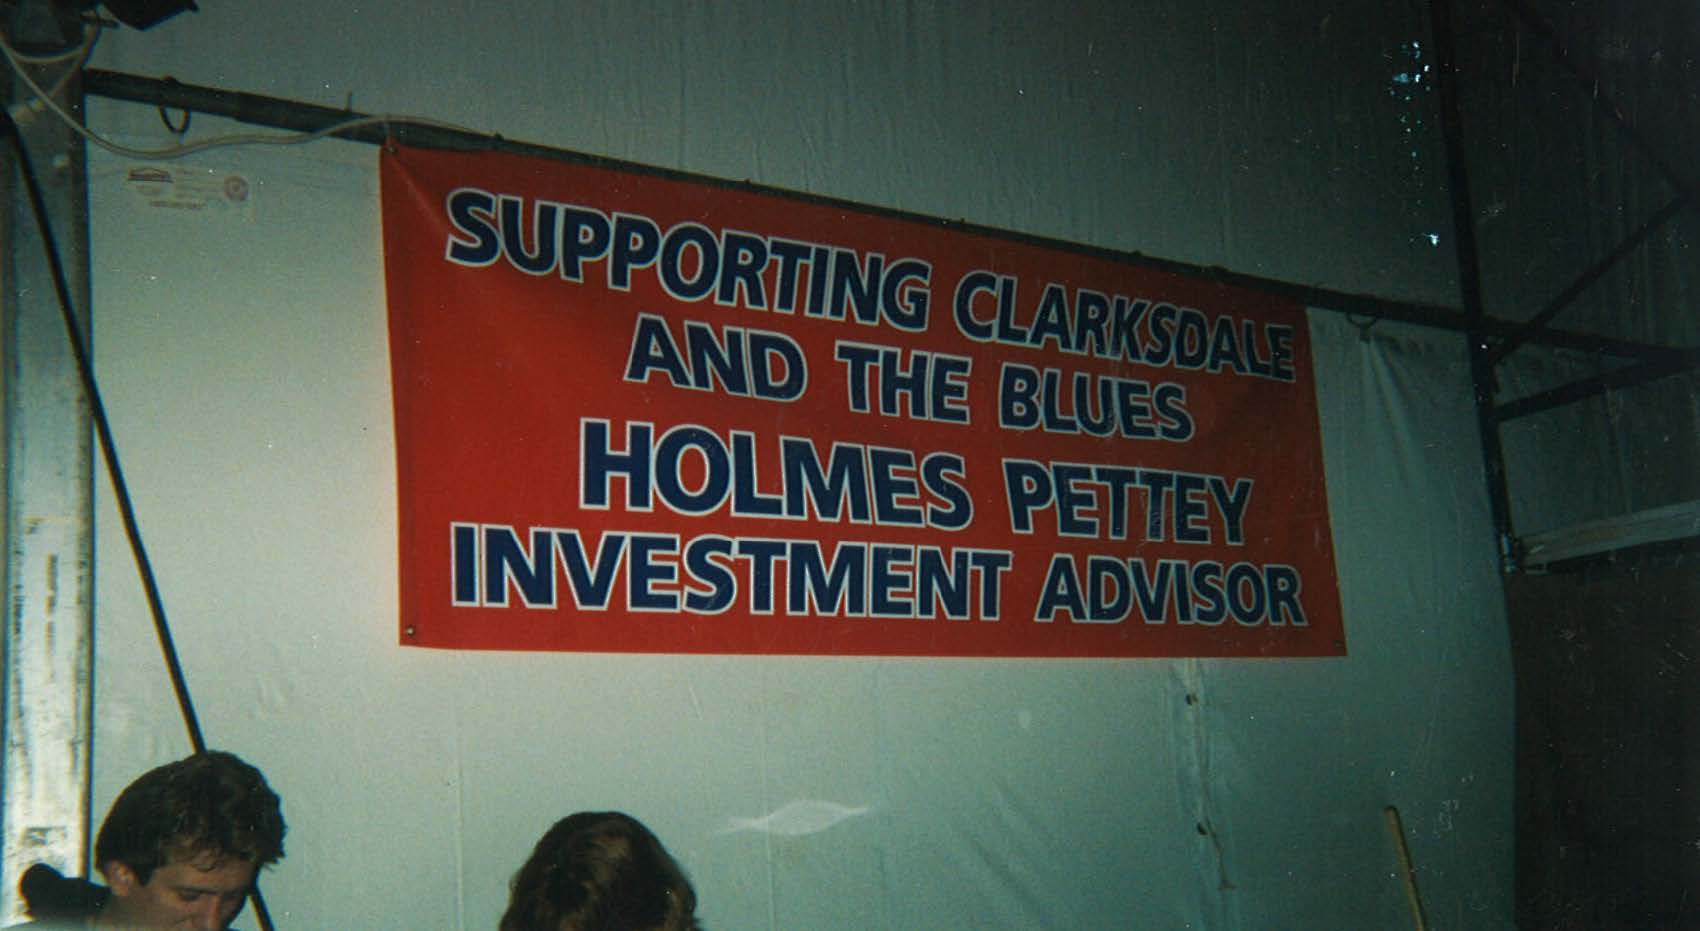 SUPPORTING CLARKSDALE
AND THE BLUES
HOLMES PETTEY
INVESTMENT ADVISOR